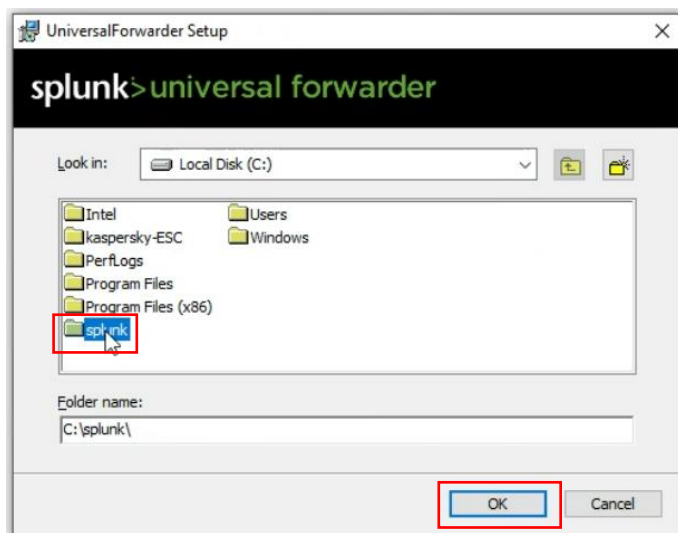 UniversalForwarder Setup
splunk>universal forwarder
Look in:
Local Disk (C:)
Intel
kaspersky-ESC
PerfLogs
Program Files
Program Files (x86)
splunk
Users
Windows
Folder name:
C:\splunk\
OK
Cancel